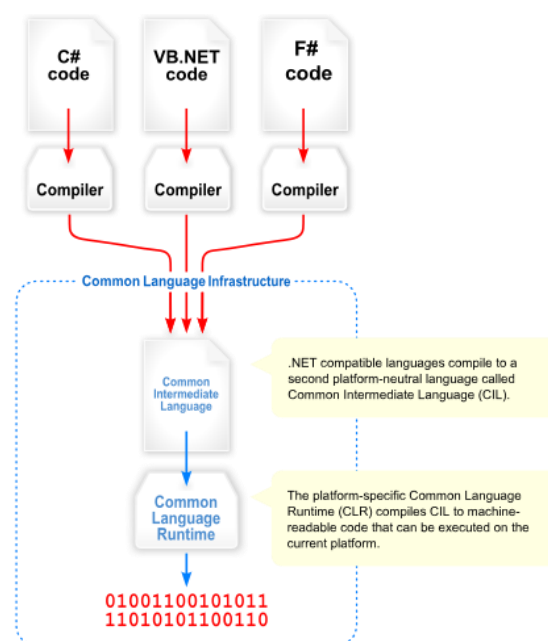 C#
code
VB.NET
code
F#
code
Compiler
Compiler
Compiler
Common Language Infrastructure
Common
Intermediate
Language
.NET compatible languages compile to a
second platform-neutral language called
Common Intermediate Language (CIL).
Common
Language
Runtime
The platform-specific Common Language
Runtime (CLR) compiles CIL to machine-
readable code that can be executed on the
current platform.
01001100101011
11010101100110